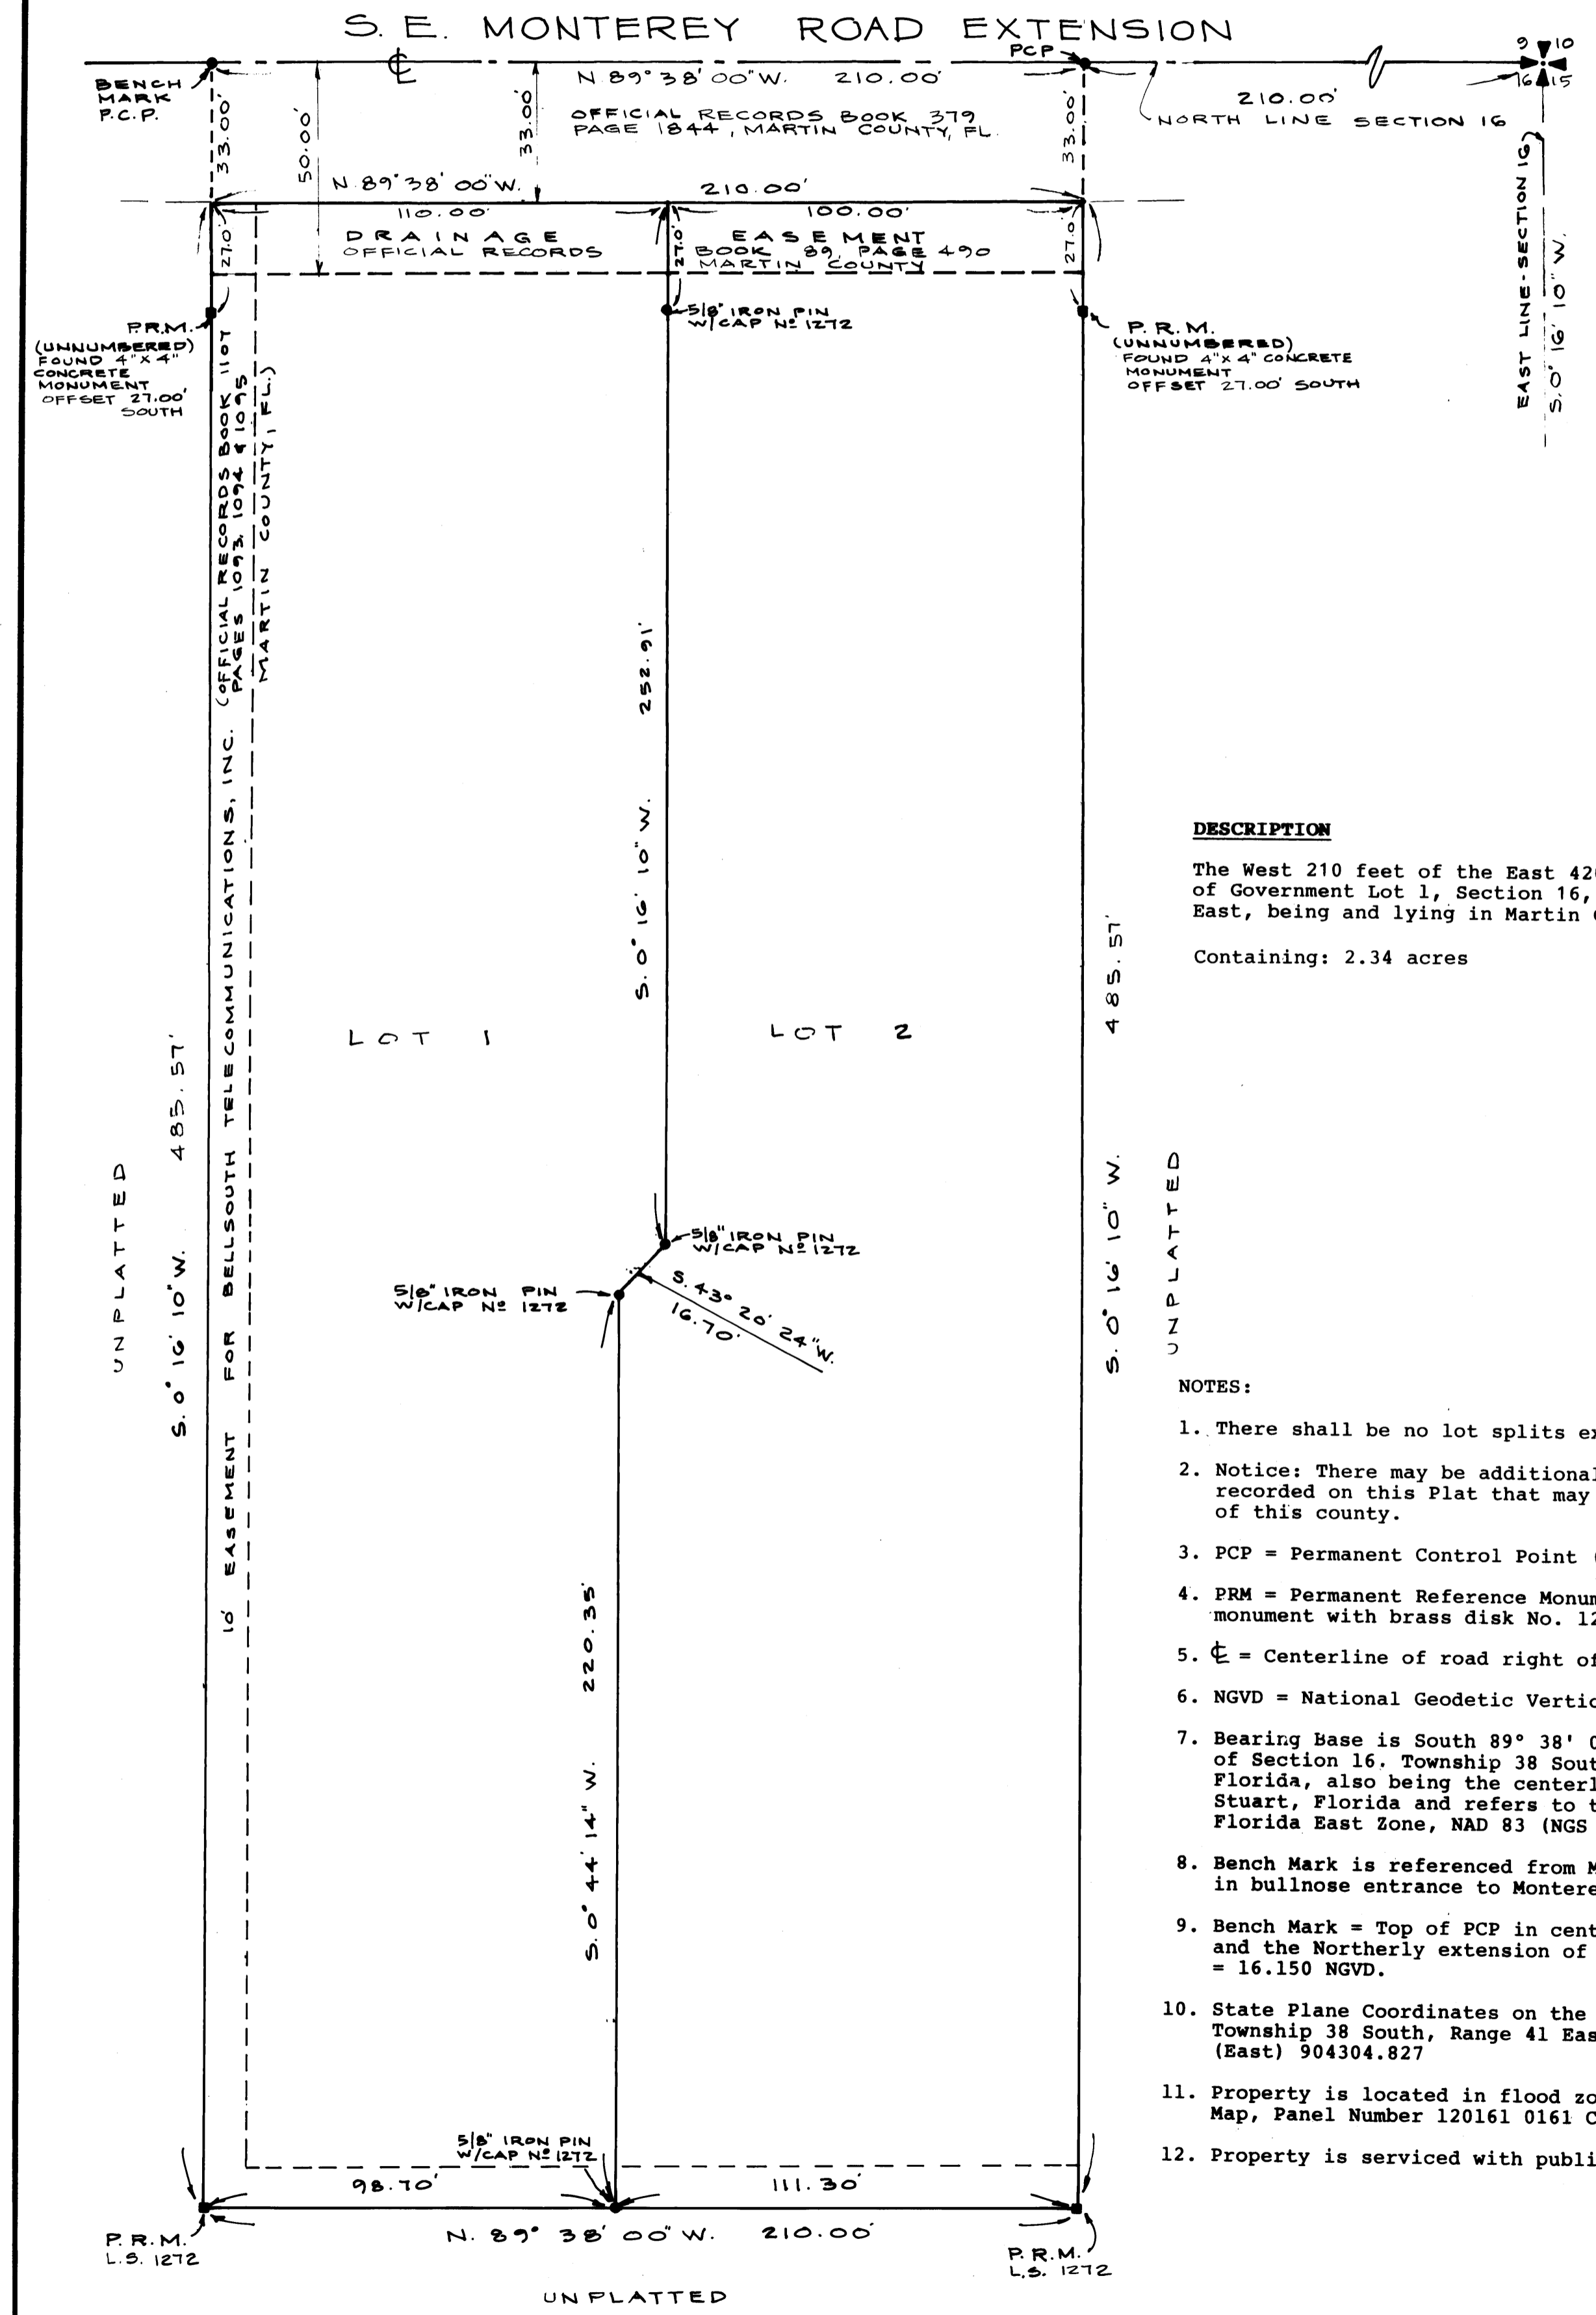 S. E. MONTEREY ROAD EXTENSION
PCP
9 10
16 15
BENCH
MARK
P.C.P.
℄
N 89° 38' 00" W. 210.00'
33.00'
50.00'
33.00'
33.00'
OFFICIAL RECORDS BOOK 379
PAGE 1844, MARTIN COUNTY, FL.
210.00'
NORTH LINE SECTION 16
EAST LINE-SECTION 16
S.0° 16' 10" W.
N 89° 38' 00" W. 210.00'
110.00'
100.00'
27.0'
27.0'
27.0'
DRAINAGE EASEMENT
OFFICIAL RECORDS BOOK 89, PAGE 490
MARTIN COUNTY
5/8" IRON PIN
W/CAP Nº 1272
P.R.M.
(UNNUMBERED)
FOUND 4"X 4"
CONCRETE
MONUMENT
OFFSET 27.00'
SOUTH
P. R. M.
(UNNUMBERED)
FOUND 4"X 4" CONCRETE
MONUMENT
OFFSET 27.00' SOUTH
10' EASEMENT FOR BELLSOUTH TELECOMMUNICATIONS, INC. (OFFICIAL RECORDS BOOK 1107
PAGES 1093, 1094 & 1095
MARTIN COUNTY, FL.)
S. 0° 16' 10" W. 252.91'
DESCRIPTION
The West 210 feet of the East 42
of Government Lot 1, Section 16,
East, being and lying in Martin
Containing: 2.34 acres
LOT 1
LOT 2
UNPLATTED
S.0° 16' 10" W. 485.57'
S. 0° 16' 10" W. 485.57'
UNPLATTED
5/8" IRON PIN
W/CAP Nº 1272
5/8" IRON PIN
W/CAP Nº 1272
S. 43° 20' 24" W.
16.70'
S.0° 44' 14" W. 220.35'
NOTES:
1. There shall be no lot splits
2. Notice: There may be additional
recorded on this Plat that may
of this county.
3. PCP = Permanent Control Point
4. PRM = Permanent Reference Monu
monument with brass disk No. 12
5. ℄ = Centerline of road right of
6. NGVD = National Geodetic Vertic
7. Bearing Base is South 89° 38'
of Section 16. Township 38 Sout
Florida, also being the centerl
Stuart, Florida and refers to t
Florida East Zone, NAD 83 (NGS
8. Bench Mark is referenced from M
in bullnose entrance to Montere
9. Bench Mark = Top of PCP in cent
and the Northerly extension of
= 16.150 NGVD.
10. State Plane Coordinates on the
Township 38 South, Range 41 Eas
(East) 904304.827
11. Property is located in flood zo
Map, Panel Number 120161 0161 C
12. Property is serviced with publi
5/8" IRON PIN
W/CAP Nº 1272
98.70'
111.30'
N. 89° 38' 00" W. 210.00'
P. R. M.
L.S. 1272
P. R. M.
L.S. 1272
UNPLATTED